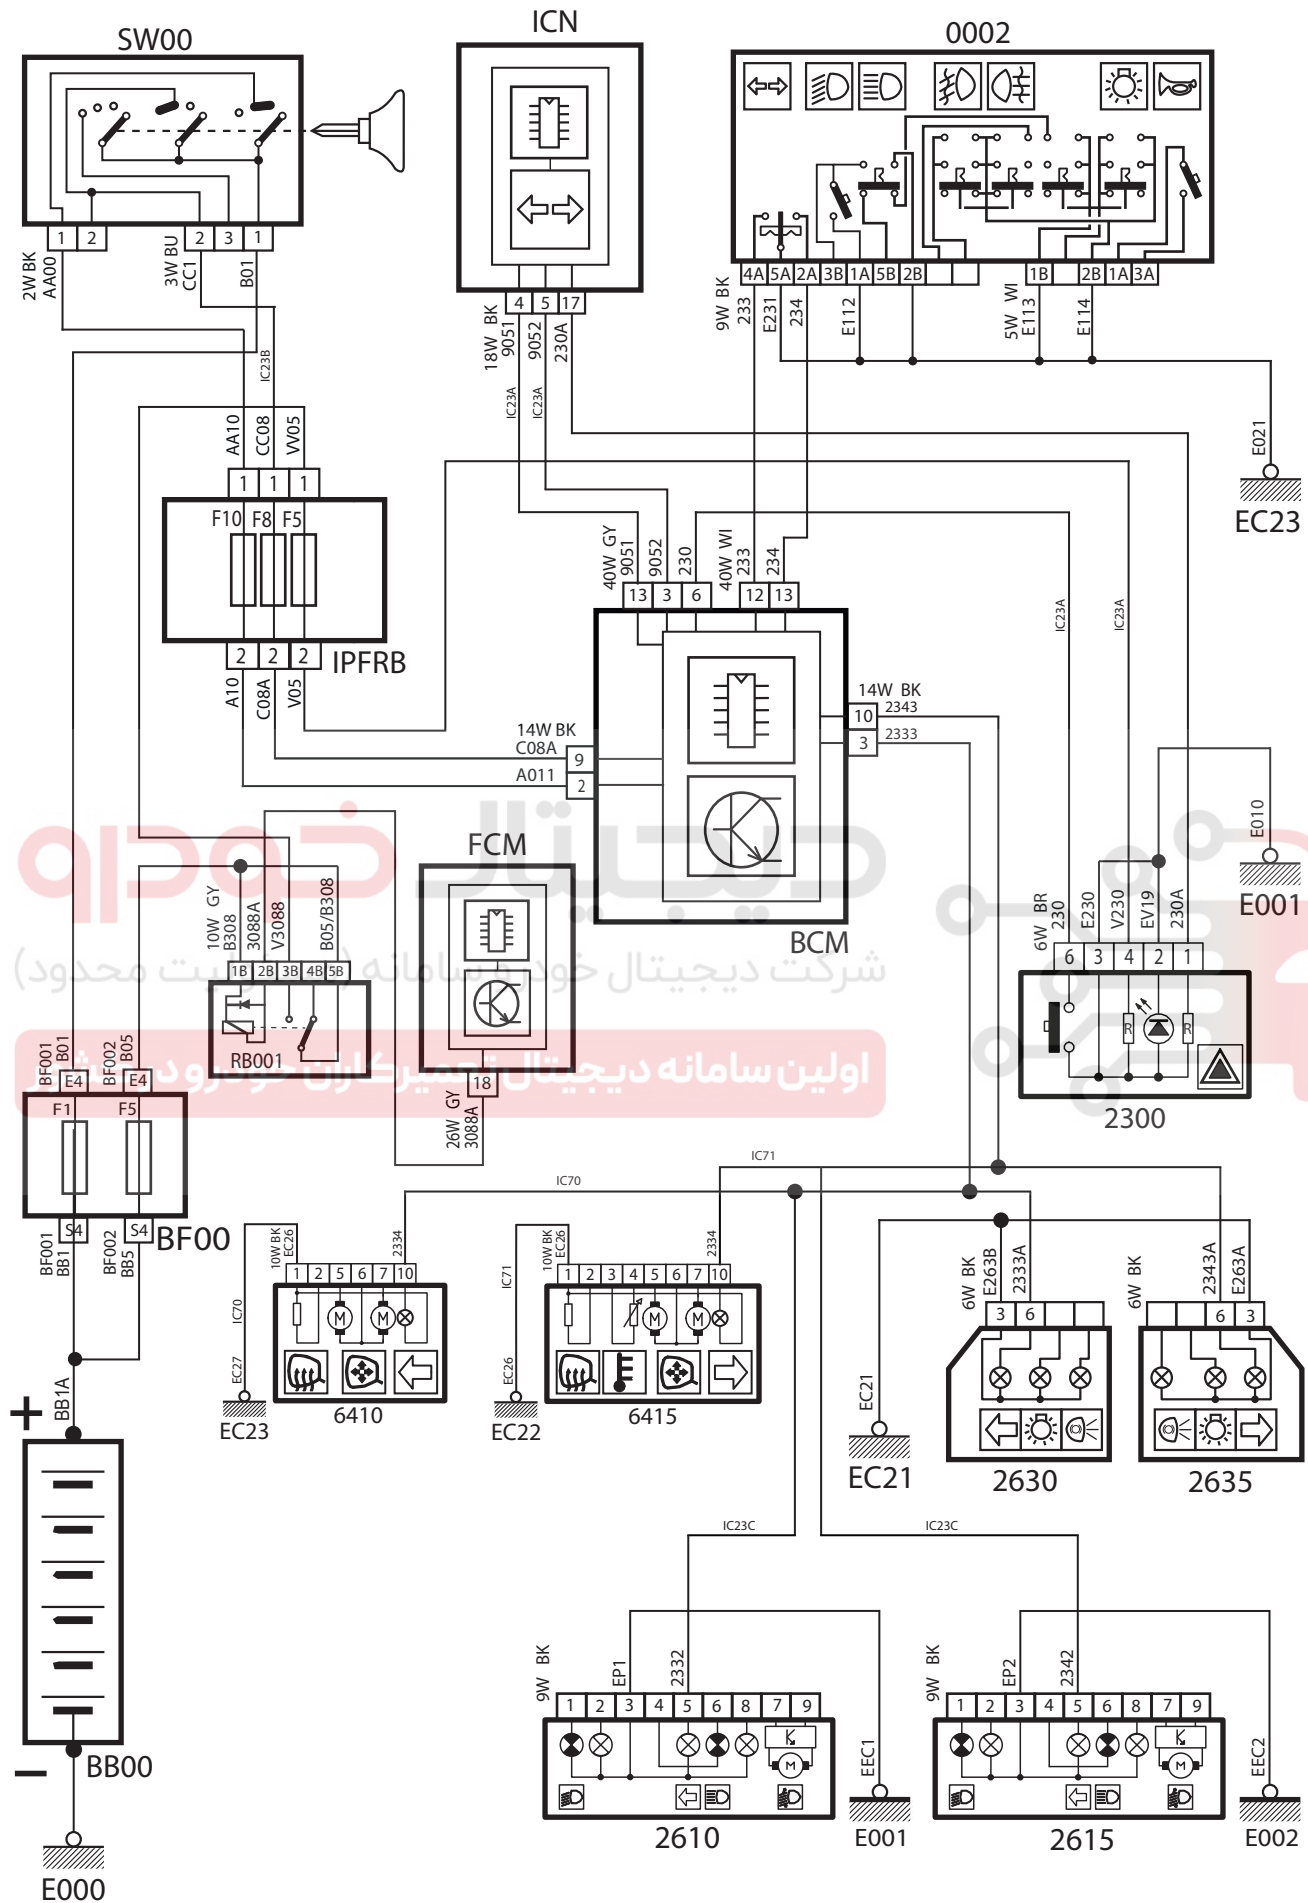 SW00
ICN
0002
1
2
2
3
1
2W BK
AA00
3W BU
CC1
B01
4
5
17
18W BK
9051
9052
230A
IC23A
IC23A
4A
5A
2A
3B
1A
5B
2B
1B
2B
1A
3A
9W BK
233
E231
234
E112
5W WI
E113
E114
E021
EC23
IC23B
AA10
CC08
VV05
1
1
1
F10
F8
F5
2
2
2
IPFRB
A10
C08A
V05
40W GY
9051
9052
230
40W WI
233
234
13
3
6
12
13
IC23A
IC23A
14W BK
C08A
9
A011
2
14W BK
10
2343
3
2333
BCM
دیجیتال خودرو
شرکت دیجیتال خودرو سامانه (مسئولیت محدود)
اولین سامانه دیجیتال تعمیرکاران خودرو در کشور
FCM
18
26W GY
3088A
10W GY
B308
3088A
V3088
B05/B308
1B
2B
3B
4B
5B
RB001
E010
E001
6W BR
230
E230
V230
EV19
230A
6
3
4
2
1
R
R
2300
BF001
B01
BF002
B05
E4
E4
F1
F5
S4
S4
BF00
BF001
BB1
BF002
BB5
BB1A
+
−
BB00
E000
IC71
IC70
10W BK
EC26
2334
1
2
5
6
7
10
M
M
6410
IC70
EC27
EC23
10W BK
EC26
2334
1
2
3
4
5
6
7
10
M
M
6415
IC71
EC26
EC22
EC21
EC21
6W BK
E263B
2333A
3
6
2630
6W BK
2343A
E263A
6
3
2635
IC23C
IC23C
9W BK
EP1
2332
1
2
3
4
5
6
8
7
9
M
2610
EEC1
E001
9W BK
EP2
2342
1
2
3
4
5
6
8
7
9
M
2615
EEC2
E002